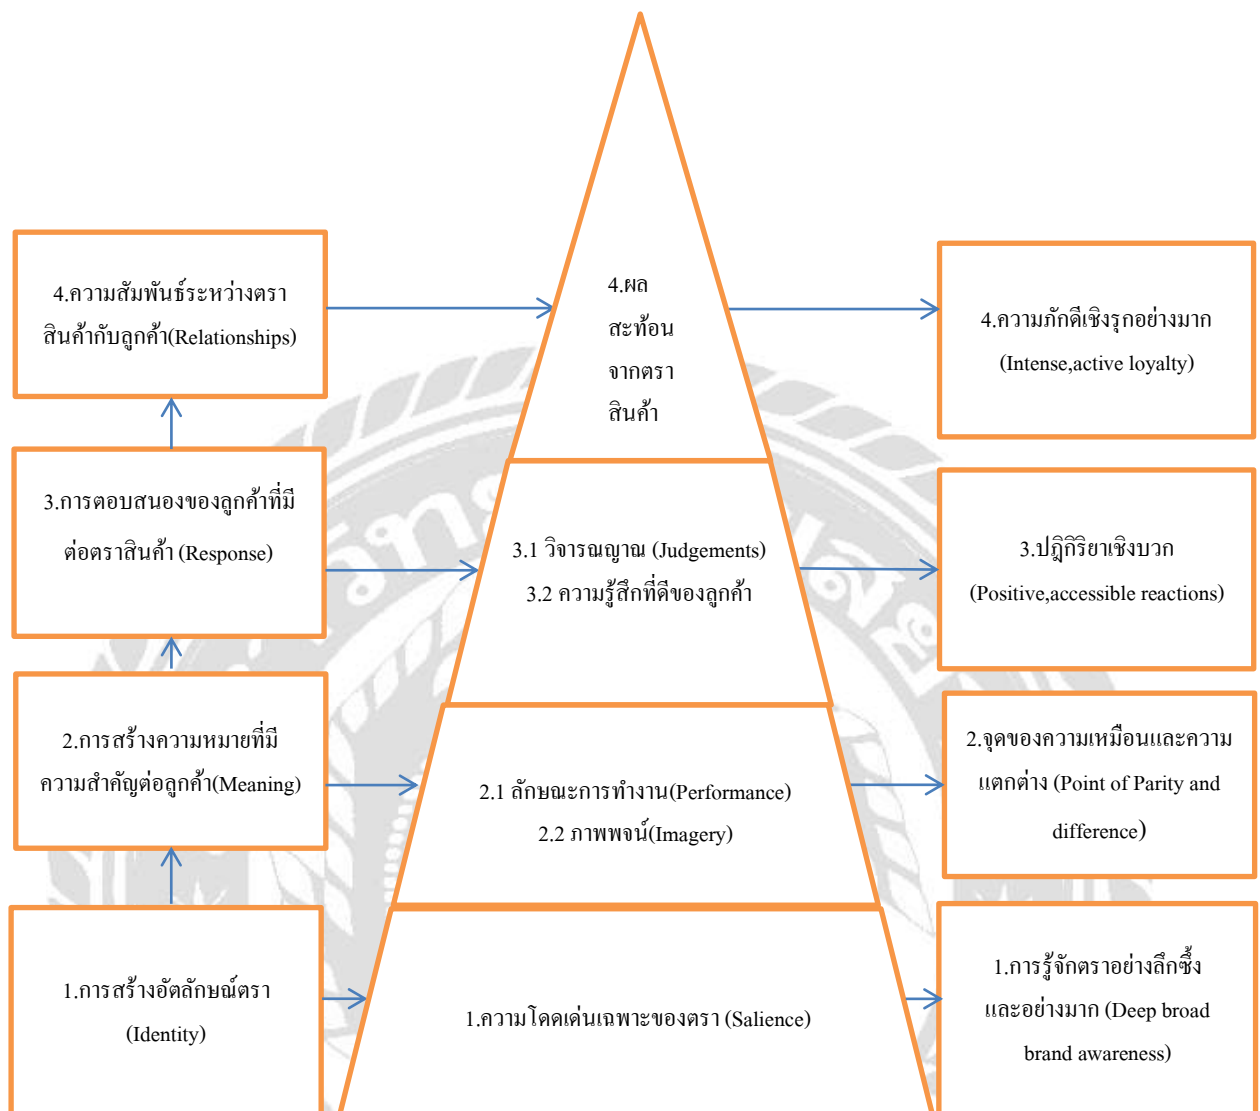 4.ความสัมพันธ์ระหว่างตรา
สินค้ากับลูกค้า(Relationships)
4.ผล
สะท้อน
จากตรา
สินค้า
4.ความภักดีเชิงรุกอย่างมาก
(Intense,active loyalty)
3.การตอบสนองของลูกค้าที่มี
ต่อตราสินค้า (Response)
3.1 วิจารณญาณ (Judgements)
3.2 ความรู้สึกที่ดีของลูกค้า
3.ปฎิกิริยาเชิงบวก
(Positive,accessible reactions)
2.การสร้างความหมายที่มี
ความสำคัญต่อลูกค้า(Meaning)
2.1 ลักษณะการทำงาน(Performance)
2.2 ภาพพจน์(Imagery)
2.จุดของความเหมือนและความ
แตกต่าง (Point of Parity and
difference)
1.การสร้างอัตลักษณ์ตรา
(Identity)
1.ความโดดเด่นเฉพาะของตรา (Salience)
1.การรู้จักตราอย่างลึกซึ้ง
และอย่างมาก (Deep broad
brand awareness)